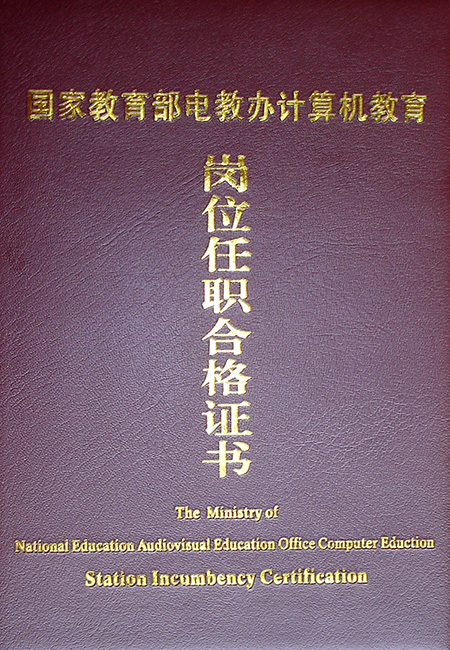 国家教育部电教办计算机教育
岗位任职合格证书
The Ministry of
National Education Audiovisual Education Office Computer Eduction
Station Incumbency Certification